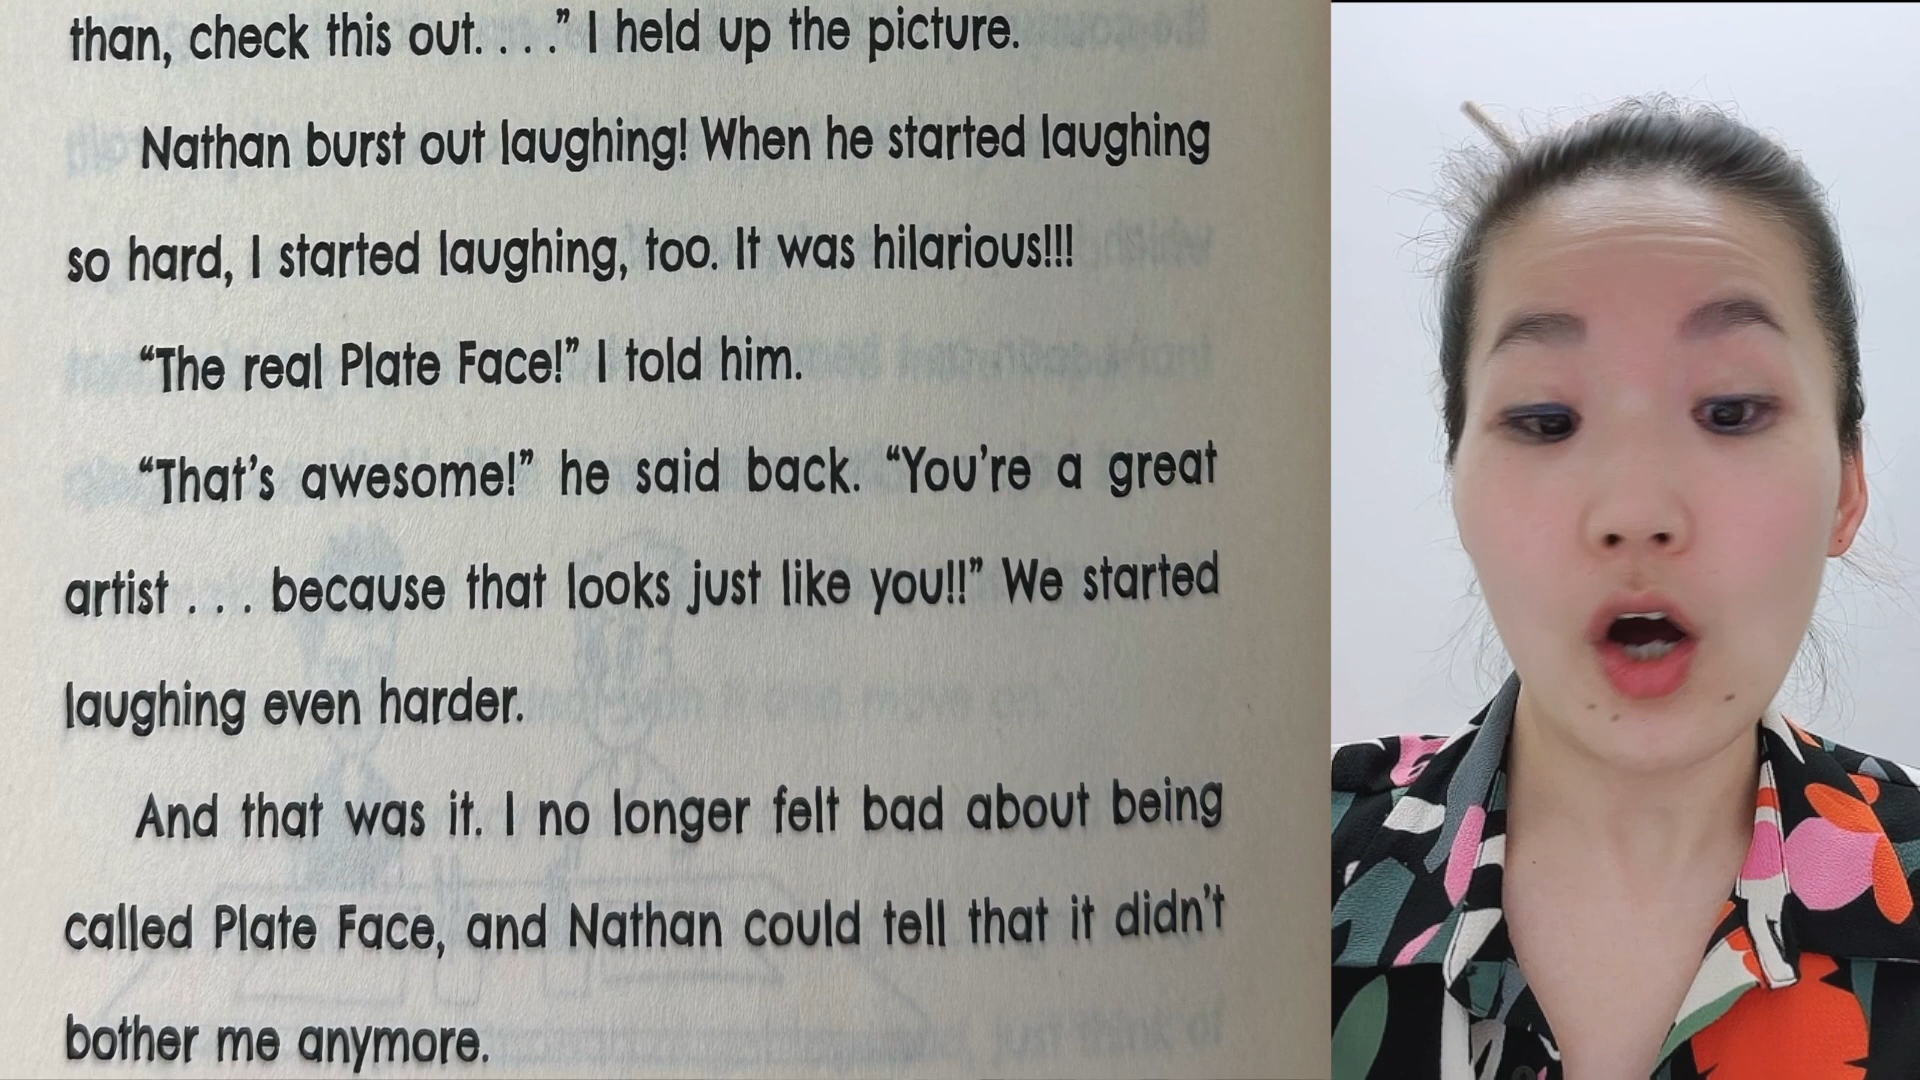 than, check this out. . . ." I held up the picture.
Nathan burst out laughing! When he started laughing
so hard, I started laughing, too. It was hilarious!!!
"The real Plate Face!" I told him.
"That's awesome!" he said back. "You're a great
artist . . . because that looks just like you!!" We started
laughing even harder.
And that was it. I no longer felt bad about being
called Plate Face, and Nathan could tell that it didn't
bother me anymore.